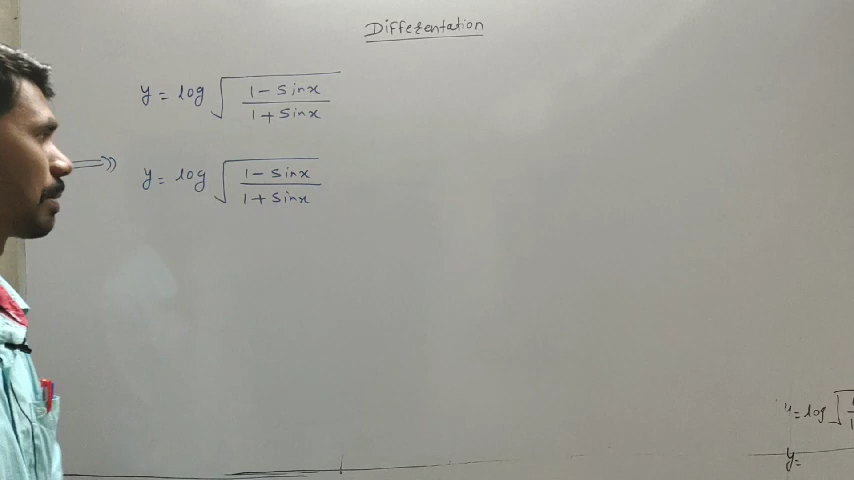 Differentation
y = log √ 1 - sinx / 1 + sinx
⇒ y = log √ 1 - sinx / 1 + sinx
y = log √
y =